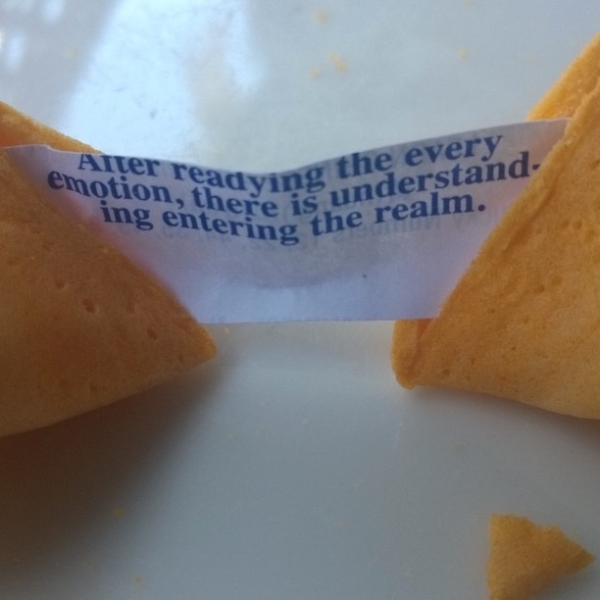 After readying the every
emotion, there is understand-
ing entering the realm.